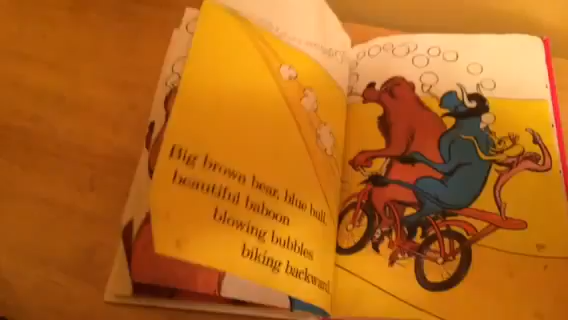 Big brown bear, blue bull,
beautiful baboon
blowing bubbles
biking backward